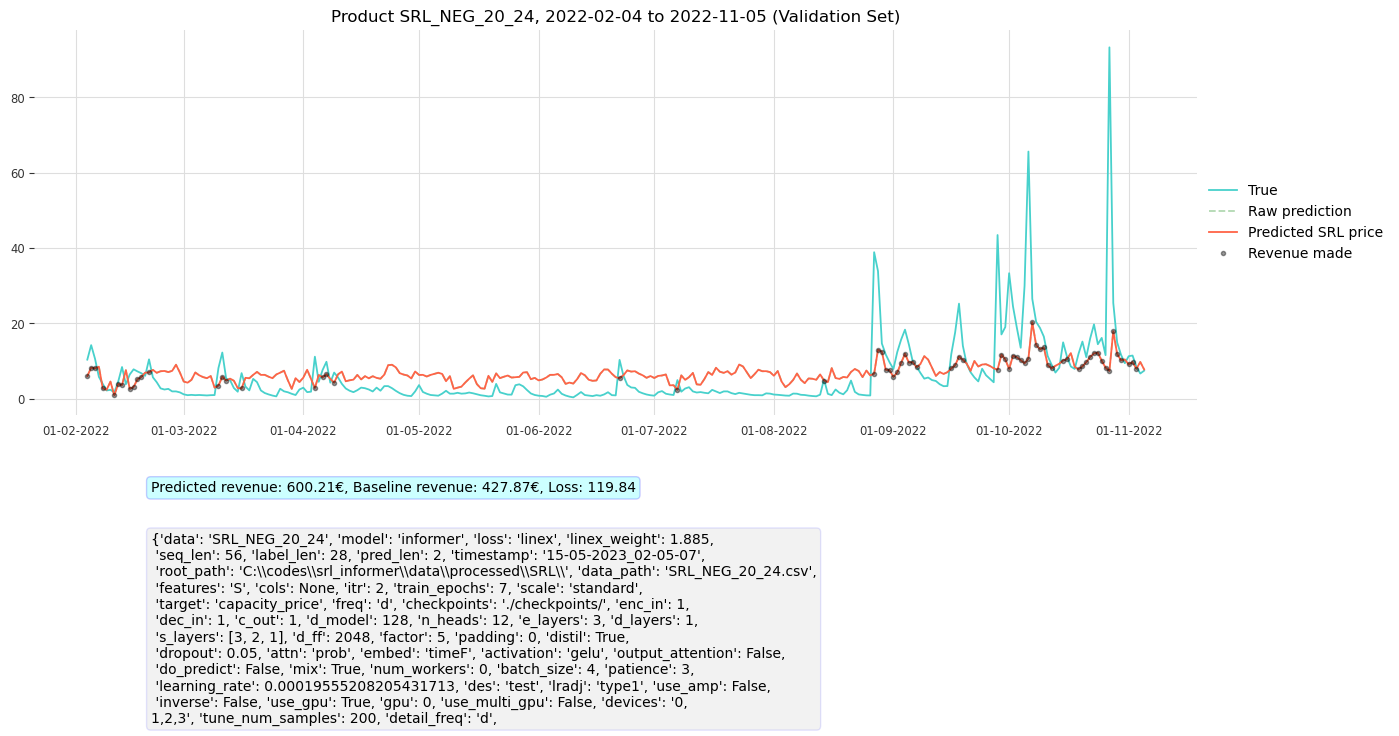 Product SRL_NEG_20_24, 2022-02-04 to 2022-11-05 (Validation Set)
80
60
40
20
0
01-02-2022 01-03-2022 01-04-2022 01-05-2022 01-06-2022 01-07-2022 01-08-2022 01-09-2022 01-10-2022 01-11-2022
True
Raw prediction
Predicted SRL price
Revenue made
Predicted revenue: 600.21€, Baseline revenue: 427.87€, Loss: 119.84
{'data': 'SRL_NEG_20_24', 'model': 'informer', 'loss': 'linex', 'linex_weight': 1.885,
'seq_len': 56, 'label_len': 28, 'pred_len': 2, 'timestamp': '15-05-2023_02-05-07',
'root_path': 'C:\\codes\\srl_informer\\data\\processed\\SRL\\', 'data_path': 'SRL_NEG_20_24.csv',
'features': 'S', 'cols': None, 'itr': 2, 'train_epochs': 7, 'scale': 'standard',
'target': 'capacity_price', 'freq': 'd', 'checkpoints': './checkpoints/', 'enc_in': 1,
'dec_in': 1, 'c_out': 1, 'd_model': 128, 'n_heads': 12, 'e_layers': 3, 'd_layers': 1,
's_layers': [3, 2, 1], 'd_ff': 2048, 'factor': 5, 'padding': 0, 'distil': True,
'dropout': 0.05, 'attn': 'prob', 'embed': 'timeF', 'activation': 'gelu', 'output_attention': False,
'do_predict': False, 'mix': True, 'num_workers': 0, 'batch_size': 4, 'patience': 3,
'learning_rate': 0.00019555208205431713, 'des': 'test', 'lradj': 'type1', 'use_amp': False,
'inverse': False, 'use_gpu': True, 'gpu': 0, 'use_multi_gpu': False, 'devices': '0,
1,2,3', 'tune_num_samples': 200, 'detail_freq': 'd',